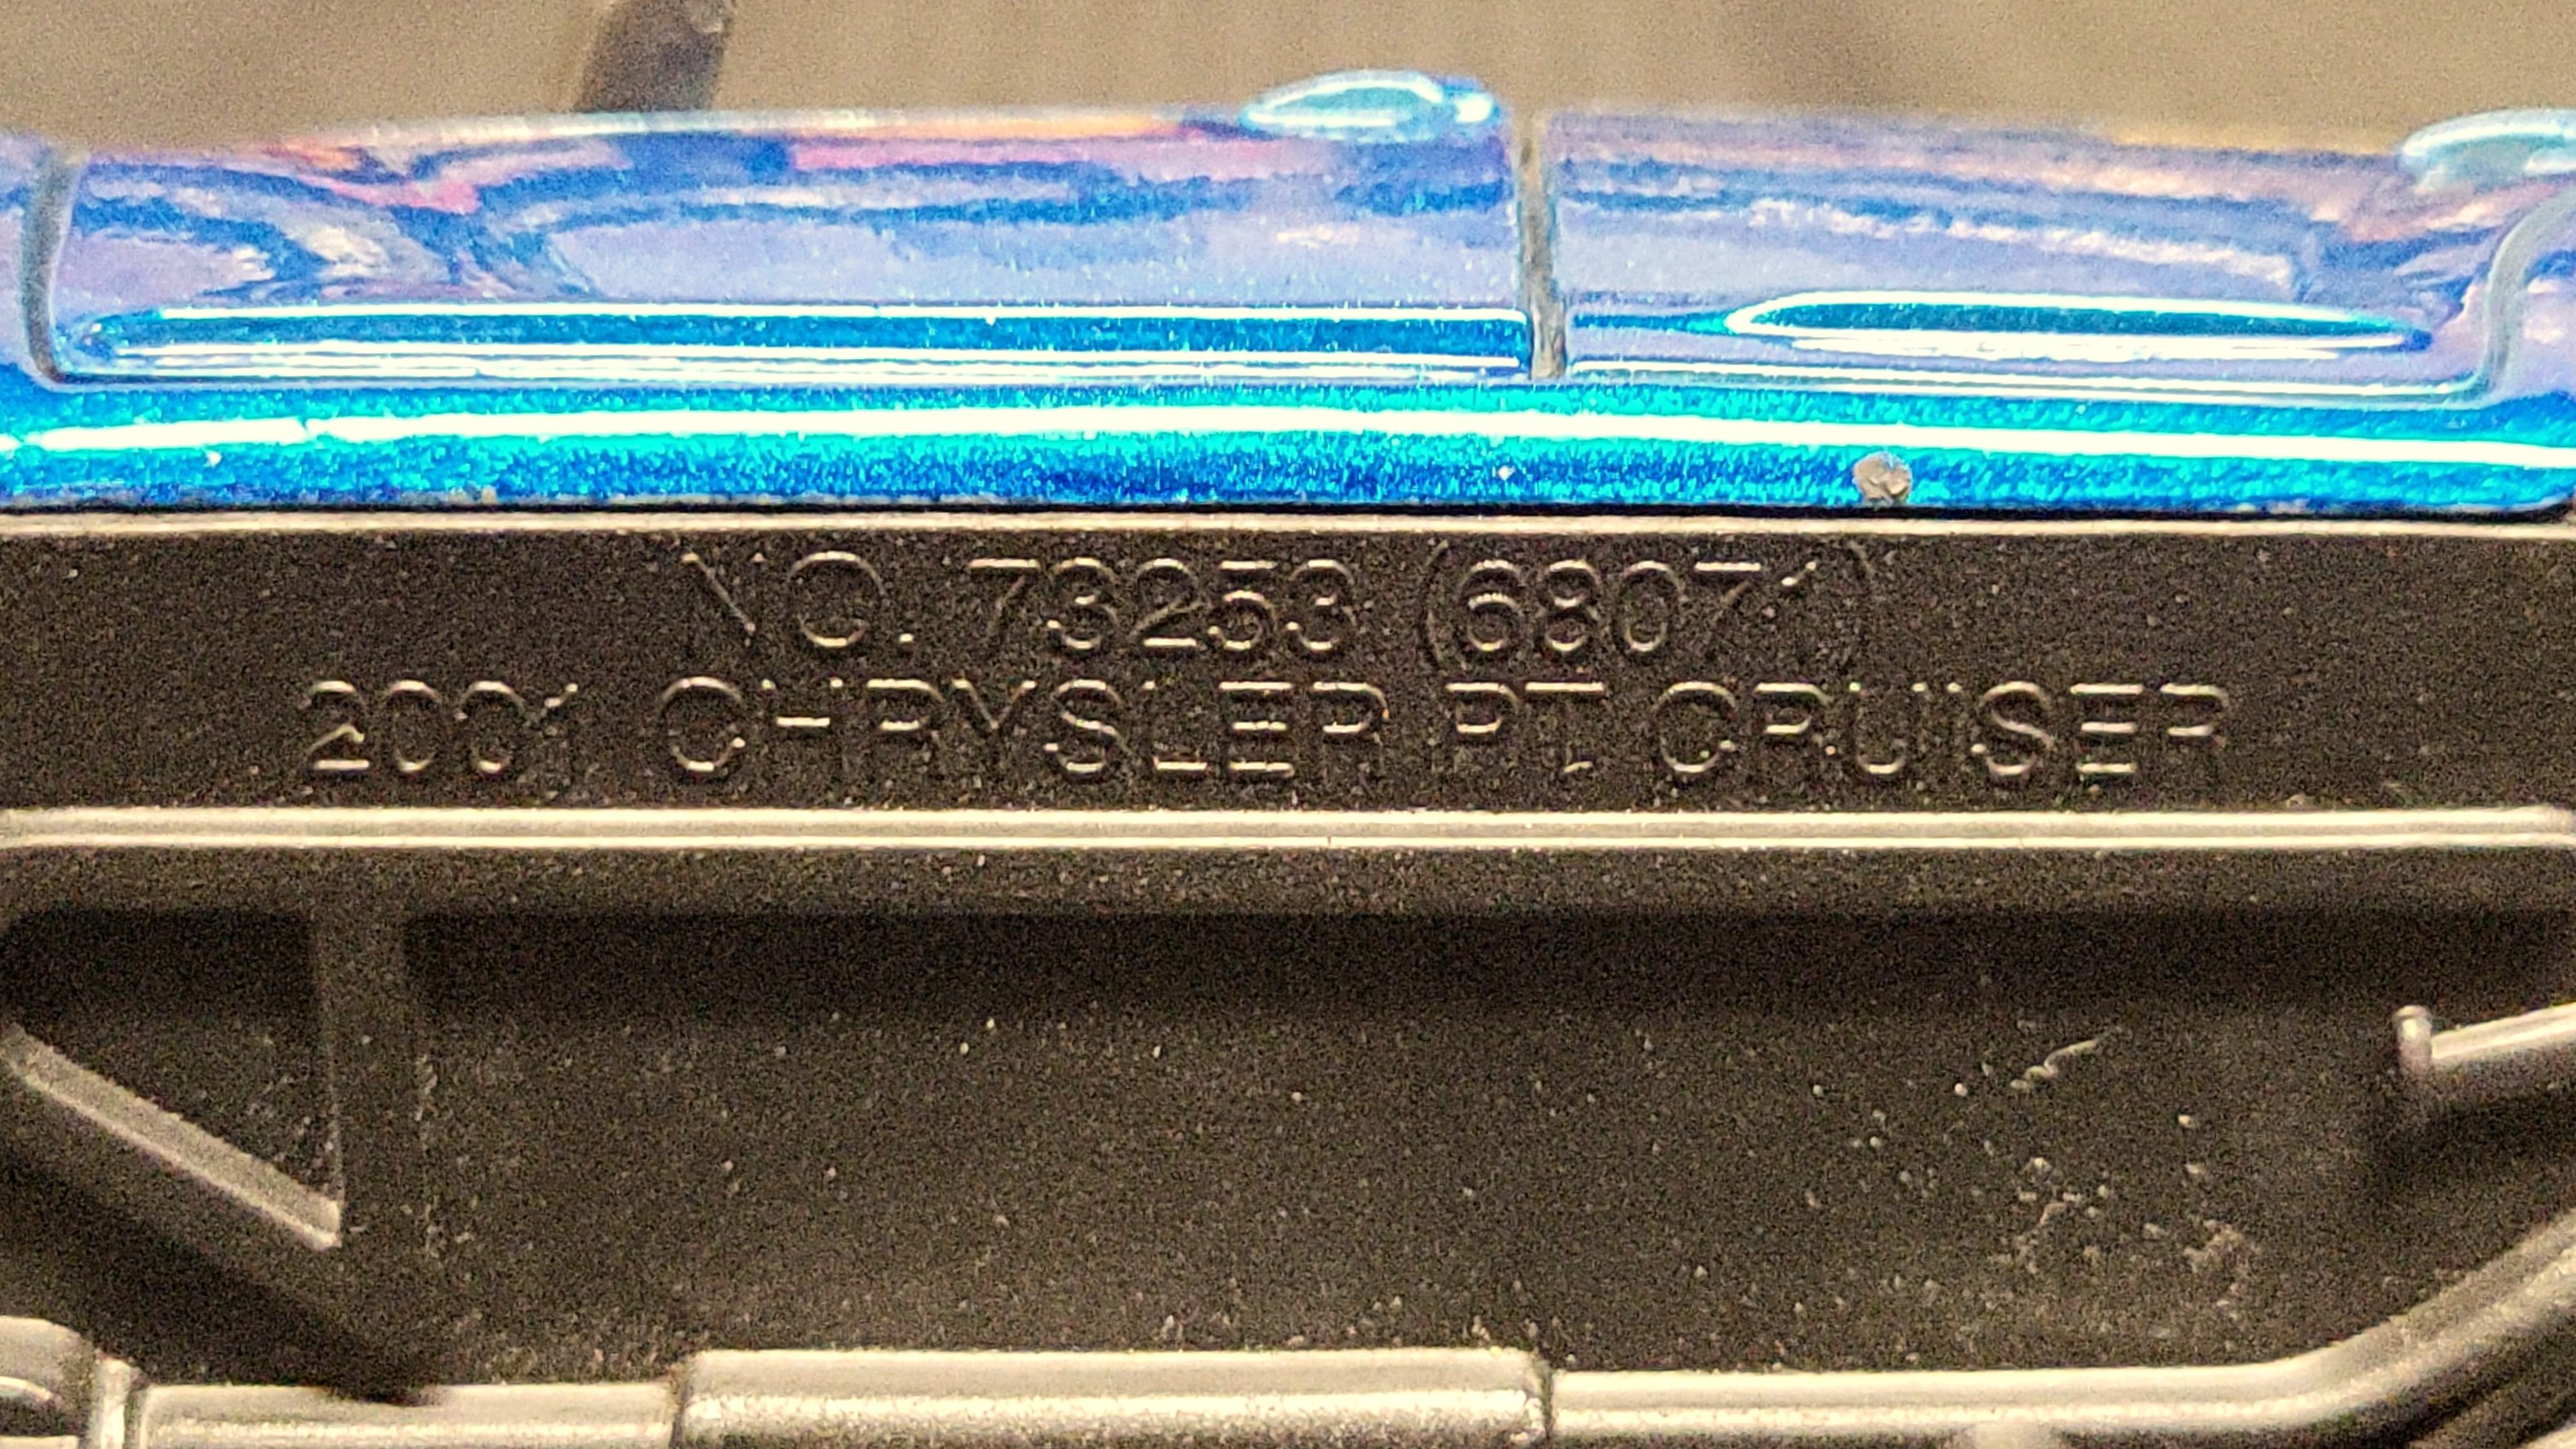 NO. 73253 (68071)
2001 CHRYSLER PT CRUISER